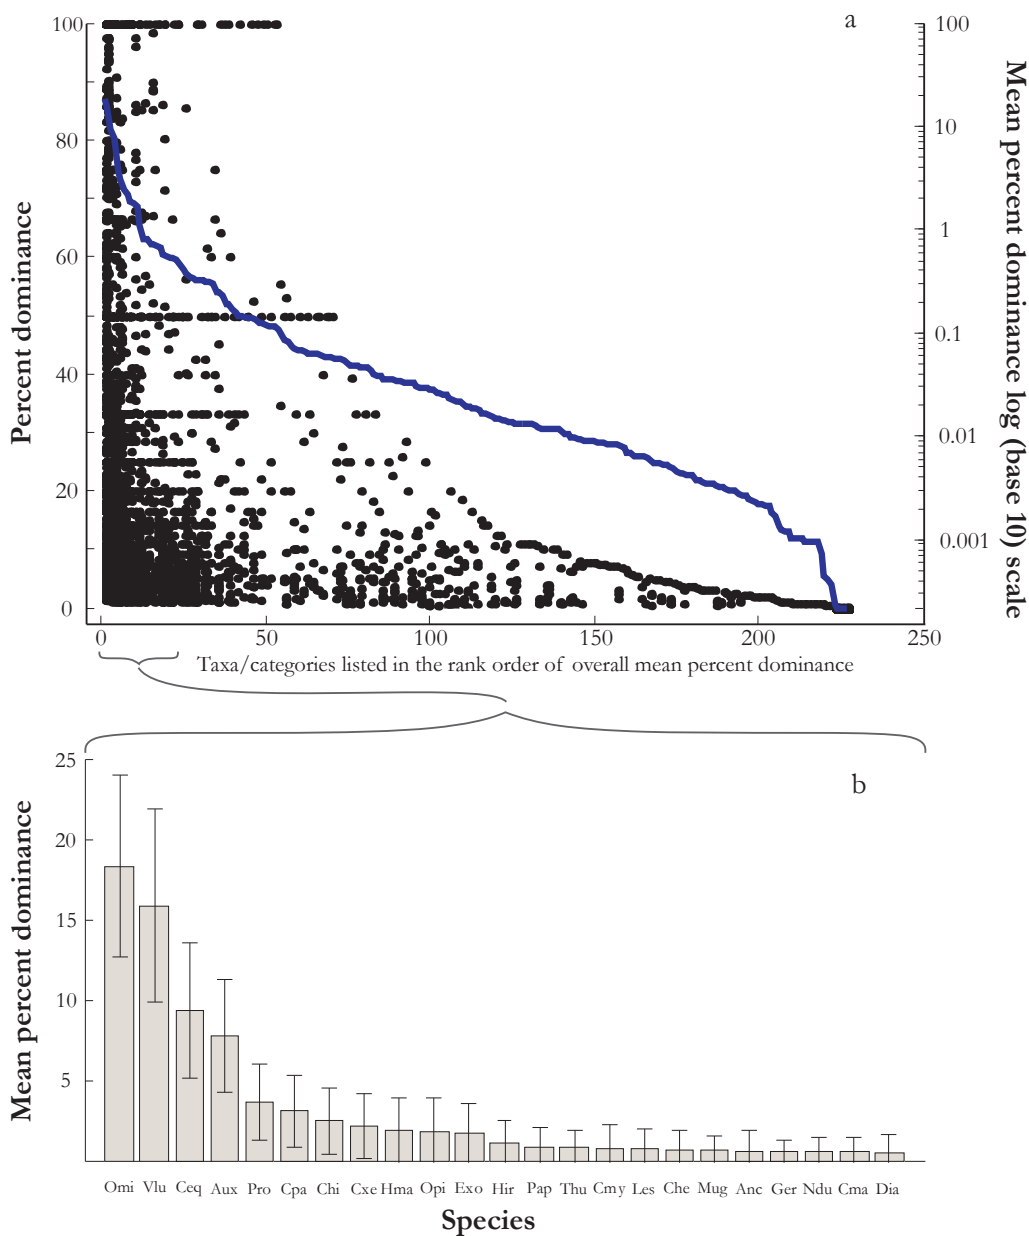 a
100
80
60
40
20
0
Percent dominance
100
10
1
0.1
0.01
0.001
Mean percent dominance log (base 10) scale
0 50 100 150 200 250
Taxa/categories listed in the rank order of overall mean percent dominance
b
25
20
15
10
5
Mean percent dominance
Omi Vlu Ceq Aux Pro Cpa Chi Cxe Hma Opi Exo Hir Pap Thu Cmy Les Che Mug Anc Ger Ndu Cma Dia
Species